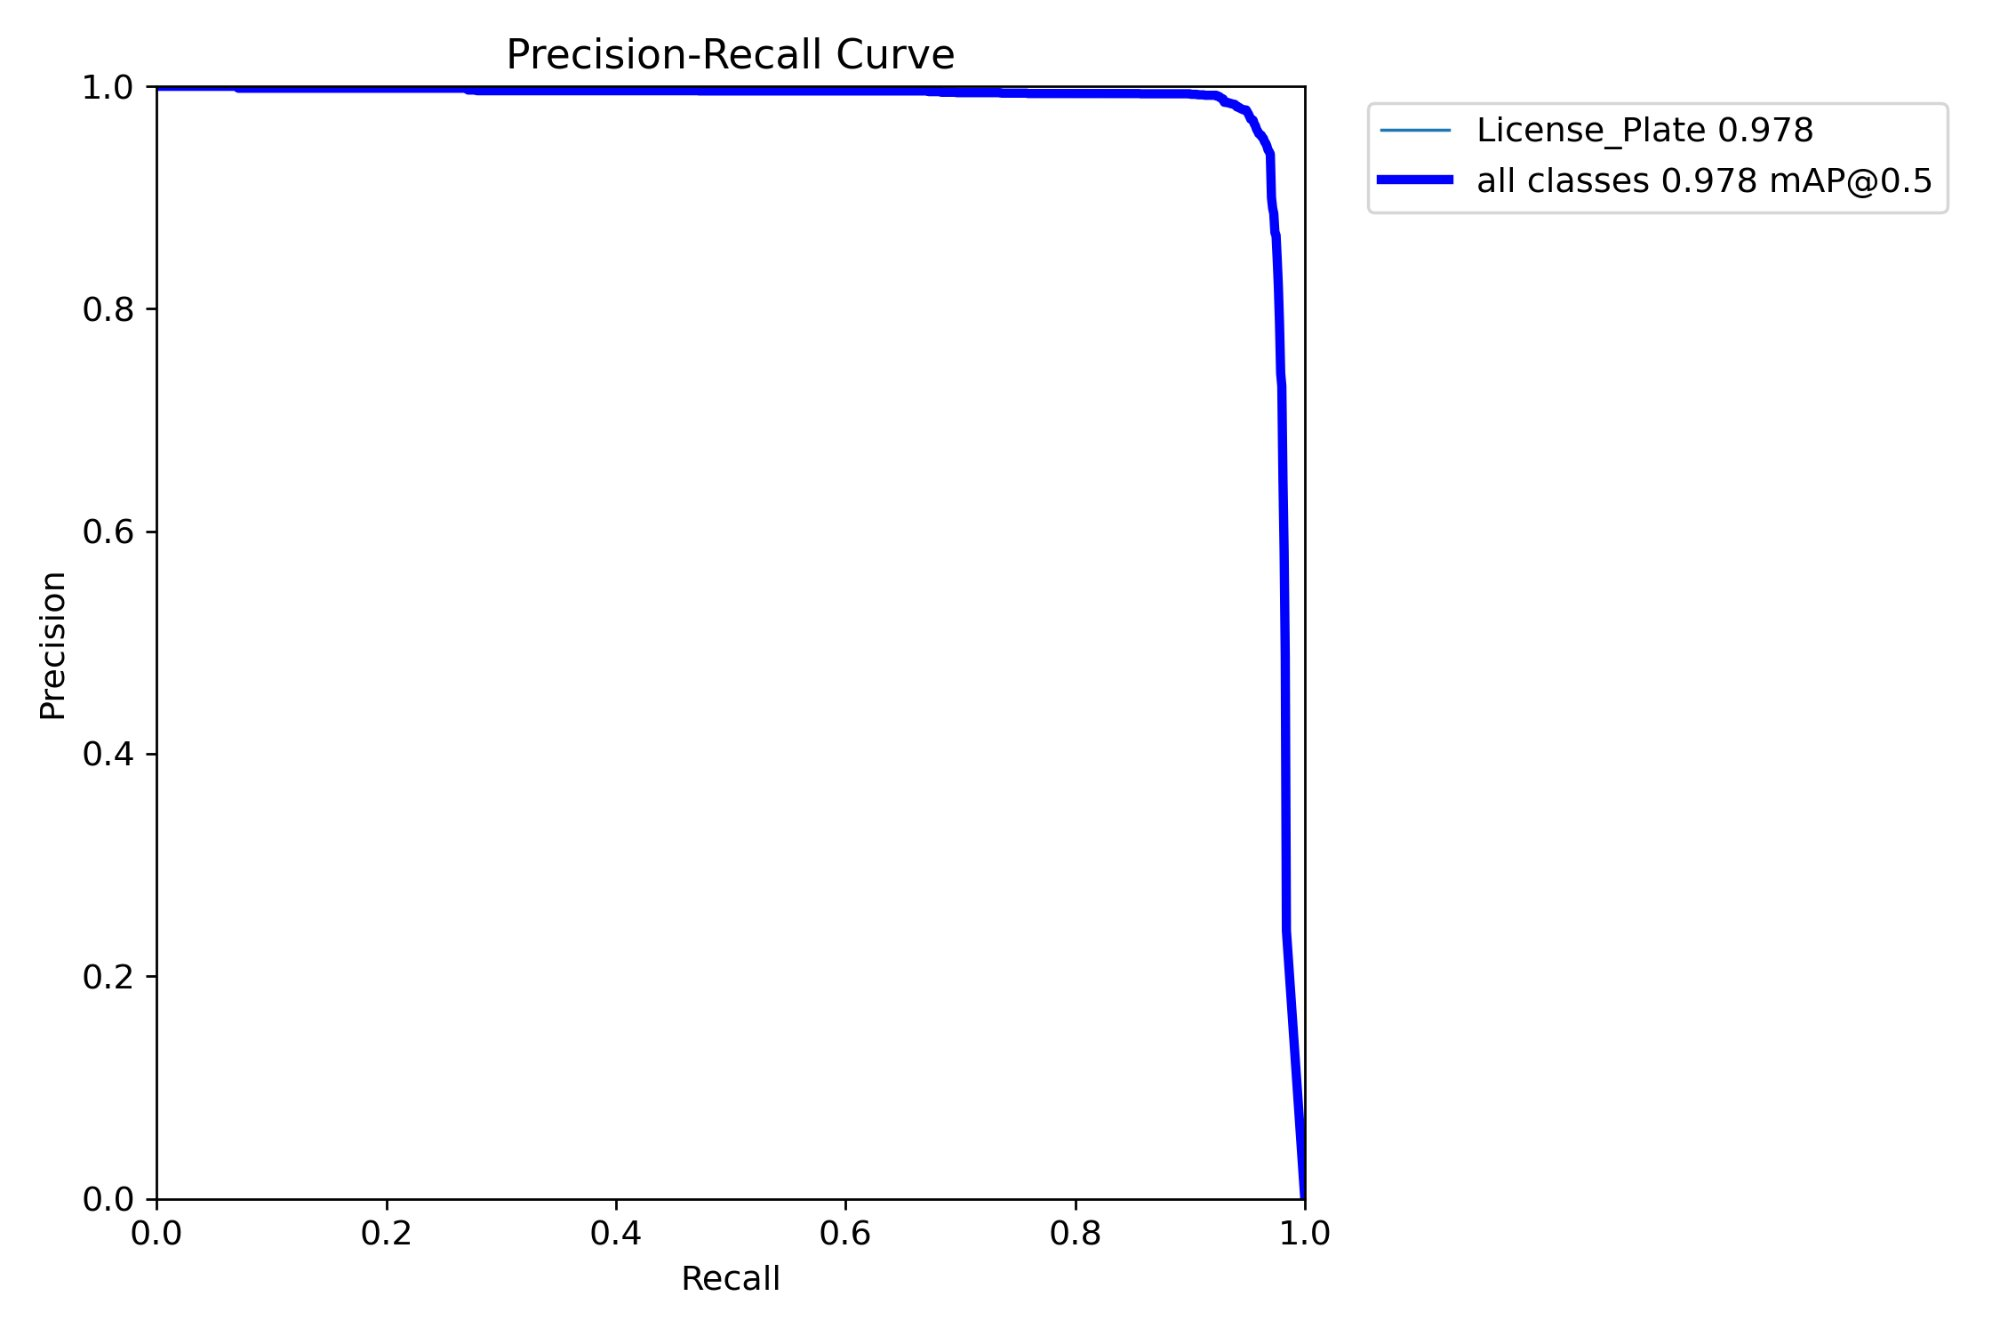 Precision-Recall Curve
1.0
0.8
0.6
0.4
0.2
0.0
Precision
0.0 0.2 0.4 0.6 0.8 1.0
Recall
License_Plate 0.978
all classes 0.978 mAP@0.5